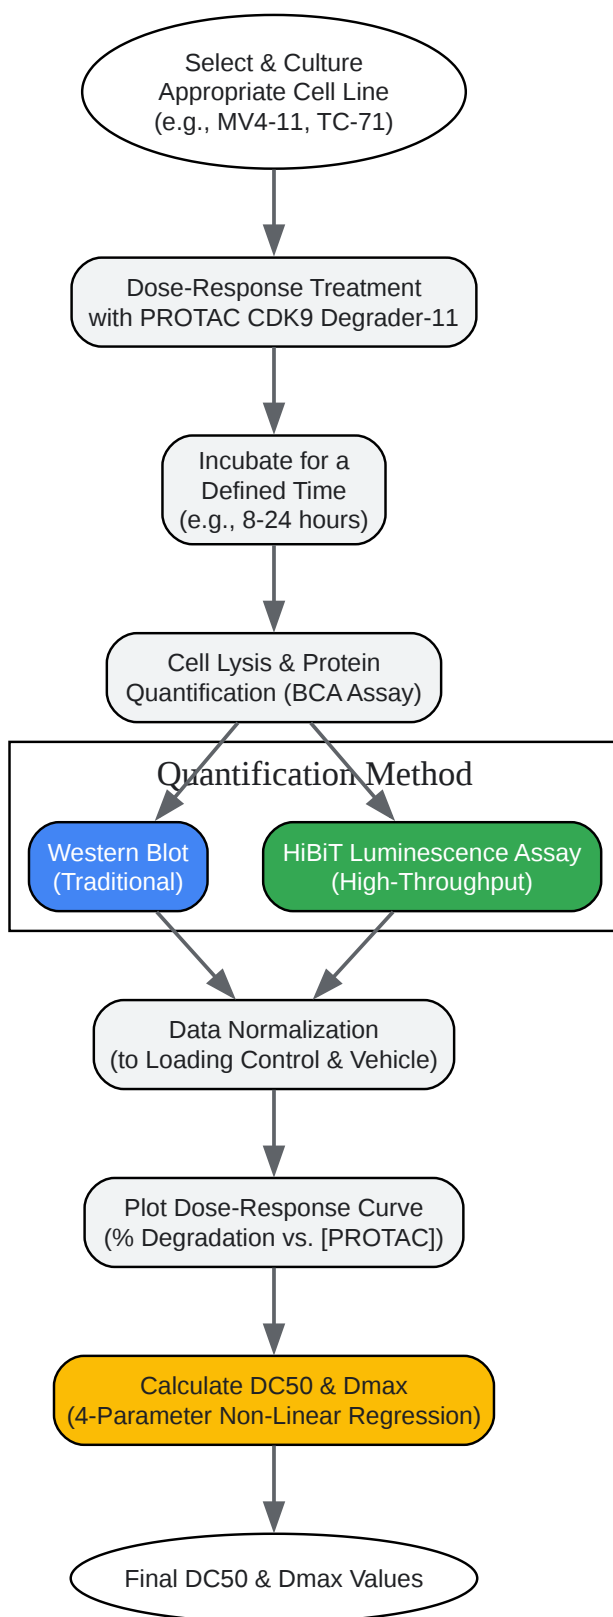 Select & Culture
Appropriate Cell Line
(e.g., MV4-11, TC-71)
Dose-Response Treatment
with PROTAC CDK9 Degrader-11
Incubate for a
Defined Time
(e.g., 8-24 hours)
Cell Lysis & Protein
Quantification (BCA Assay)
Quantification Method
Western Blot
(Traditional)
HiBiT Luminescence Assay
(High-Throughput)
Data Normalization
(to Loading Control & Vehicle)
Plot Dose-Response Curve
(% Degradation vs. [PROTAC])
Calculate DC50 & Dmax
(4-Parameter Non-Linear Regression)
Final DC50 & Dmax Values